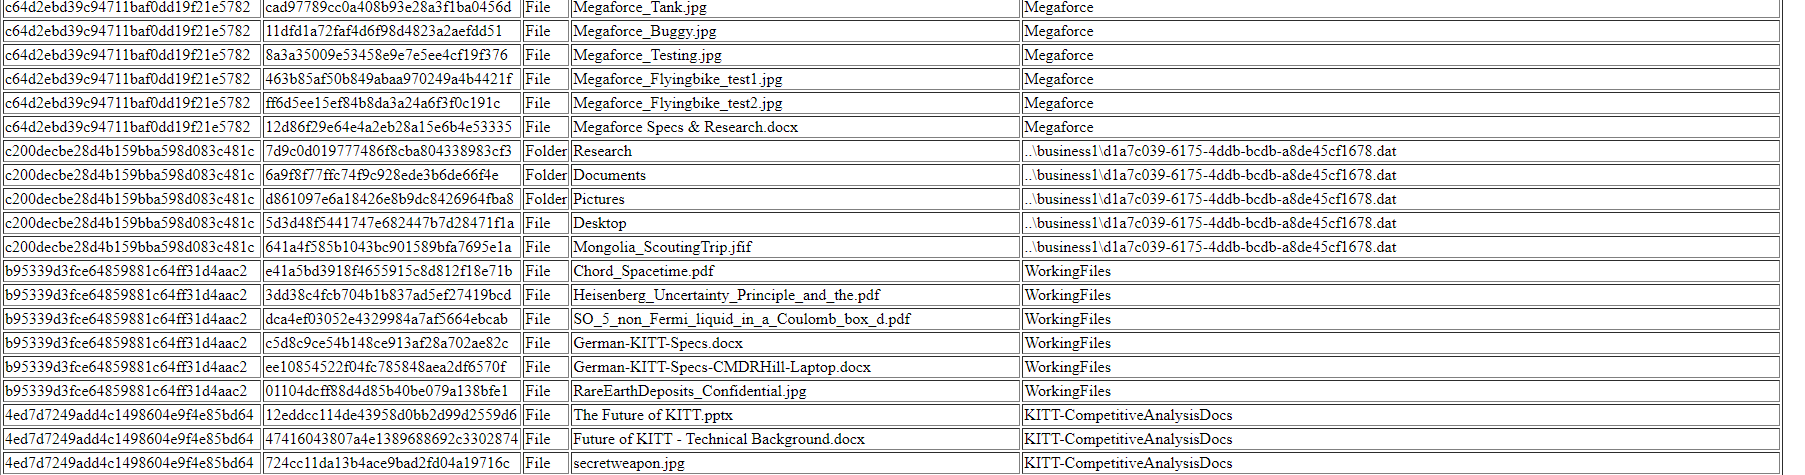 c64d2ebd39c94711baf0dd19f21e5782 cad97789cc0a408b93e28a3f1ba0456d File Megaforce_Tank.jpg Megaforce
c64d2ebd39c94711baf0dd19f21e5782 11dfd1a72faf4d6f98d4823a2aefdd51 File Megaforce_Buggy.jpg Megaforce
c64d2ebd39c94711baf0dd19f21e5782 8a3a35009e53458e9e7e5ee4cf19f376 File Megaforce_Testing.jpg Megaforce
c64d2ebd39c94711baf0dd19f21e5782 463b85af50b849abaa970249a4b4421f File Megaforce_Flyingbike_test1.jpg Megaforce
c64d2ebd39c94711baf0dd19f21e5782 ff6d5ee15ef84b8da3a24a6f3f0c191c File Megaforce_Flyingbike_test2.jpg Megaforce
c64d2ebd39c94711baf0dd19f21e5782 12d86f29e64e4a2eb28a15e6b4e53335 File Megaforce Specs & Research.docx Megaforce
c200decbe28d4b159bba598d083c481c 7d9c0d019777486f8cba804338983cf3 Folder Research ..\business1\d1a7c039-6175-4ddb-bcdb-a8de45cf1678.dat
c200decbe28d4b159bba598d083c481c 6a9f8f77ffc74f9c928ede3b6de66f4e Folder Documents ..\business1\d1a7c039-6175-4ddb-bcdb-a8de45cf1678.dat
c200decbe28d4b159bba598d083c481c d861097e6a18426e8b9dc8426964fba8 Folder Pictures ..\business1\d1a7c039-6175-4ddb-bcdb-a8de45cf1678.dat
c200decbe28d4b159bba598d083c481c 5d3d48f5441747e682447b7d28471f1a File Desktop ..\business1\d1a7c039-6175-4ddb-bcdb-a8de45cf1678.dat
c200decbe28d4b159bba598d083c481c 641a4f585b1043bc901589bfa7695e1a File Mongolia_ScoutingTrip.jfif ..\business1\d1a7c039-6175-4ddb-bcdb-a8de45cf1678.dat
b95339d3fce64859881c64ff31d4aac2 e41a5bd3918f4655915c8d812f18e71b File Chord_Spacetime.pdf WorkingFiles
b95339d3fce64859881c64ff31d4aac2 3dd38c4fcb704b1b837ad5ef27419bcd File Heisenberg_Uncertainty_Principle_and_the.pdf WorkingFiles
b95339d3fce64859881c64ff31d4aac2 dca4ef03052e4329984a7af5664ebcab File SO_5_non_Fermi_liquid_in_a_Coulomb_box_d.pdf WorkingFiles
b95339d3fce64859881c64ff31d4aac2 c5d8c9ce54b148ce913af28a702ae82c File German-KITT-Specs.docx WorkingFiles
b95339d3fce64859881c64ff31d4aac2 ee10854522f04fc785848aea2df6570f File German-KITT-Specs-CMDRHill-Laptop.docx WorkingFiles
b95339d3fce64859881c64ff31d4aac2 01104dcff88d4d85b40be079a138bfe1 File RareEarthDeposits_Confidential.jpg WorkingFiles
4ed7d7249add4c1498604e9f4e85bd64 12eddcc114de43958d0bb2d99d2559d6 File The Future of KITT.pptx KITT-CompetitiveAnalysisDocs
4ed7d7249add4c1498604e9f4e85bd64 47416043807a4e1389688692c3302874 File Future of KITT - Technical Background.docx KITT-CompetitiveAnalysisDocs
4ed7d7249add4c1498604e9f4e85bd64 724cc11da13b4ace9bad2fd04a19716c File secretweapon.jpg KITT-CompetitiveAnalysisDocs